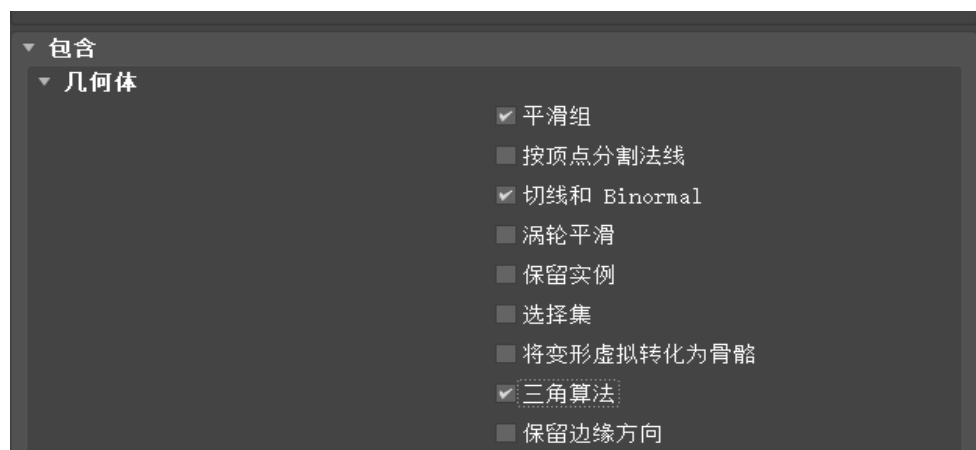 包含
几何体
平滑组
按顶点分割法线
切线和 Binormal
涡轮平滑
保留实例
选择集
将变形虚拟转化为骨骼
三角算法
保留边缘方向